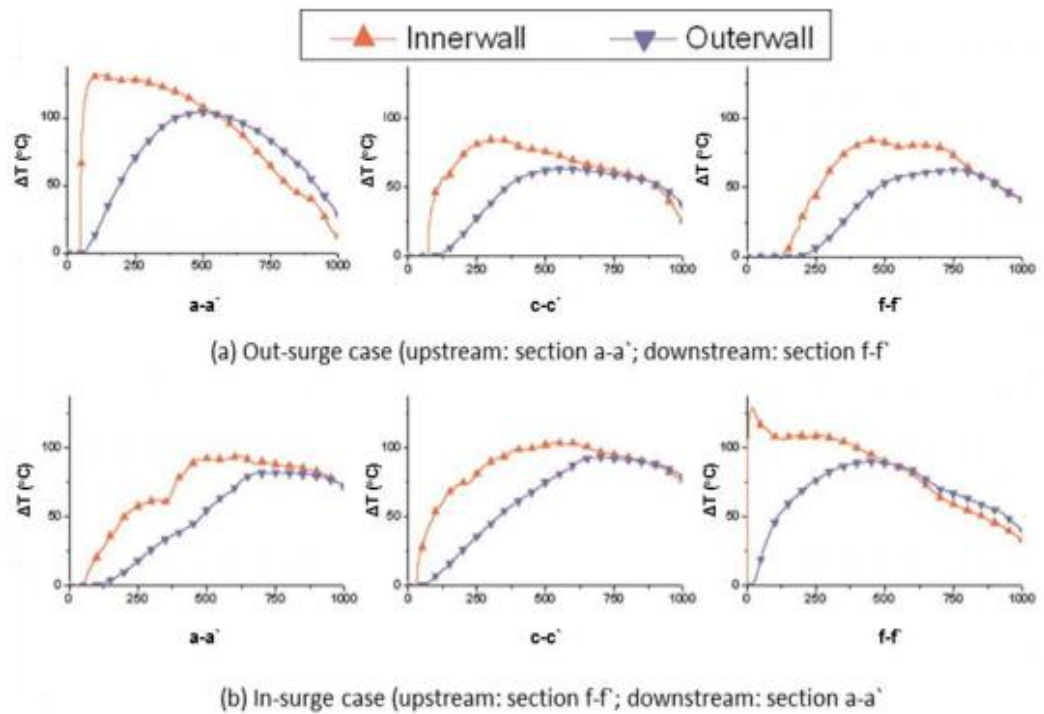 Innerwall Outerwall
ΔT (°C) 100 50 0 0 250 500 750 1000
a-a`
ΔT (°C) 100 50 0 0 250 500 750 1000
c-c`
ΔT (°C) 100 50 0 0 250 500 750 1000
f-f`
(a) Out-surge case (upstream: section a-a`; downstream: section f-f`
ΔT (°C) 100 50 0 0 250 500 750 1000
a-a`
ΔT (°C) 100 50 0 0 250 500 750 1000
c-c`
ΔT (°C) 100 50 0 0 250 500 750 1000
f-f`
(b) In-surge case (upstream: section f-f`; downstream: section a-a`